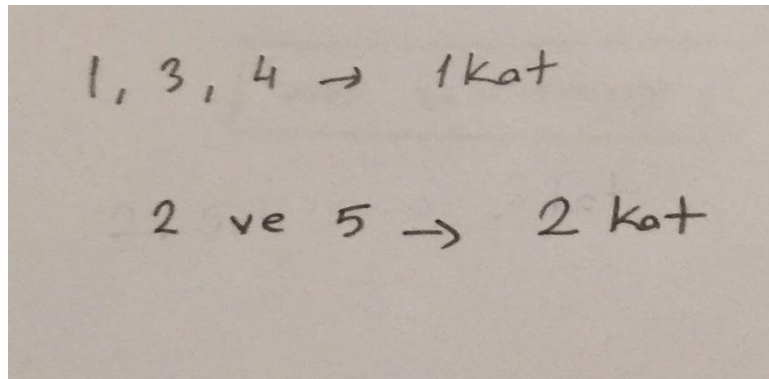 1, 3, 4 → 1 Kat
2 ve 5 → 2 Kat